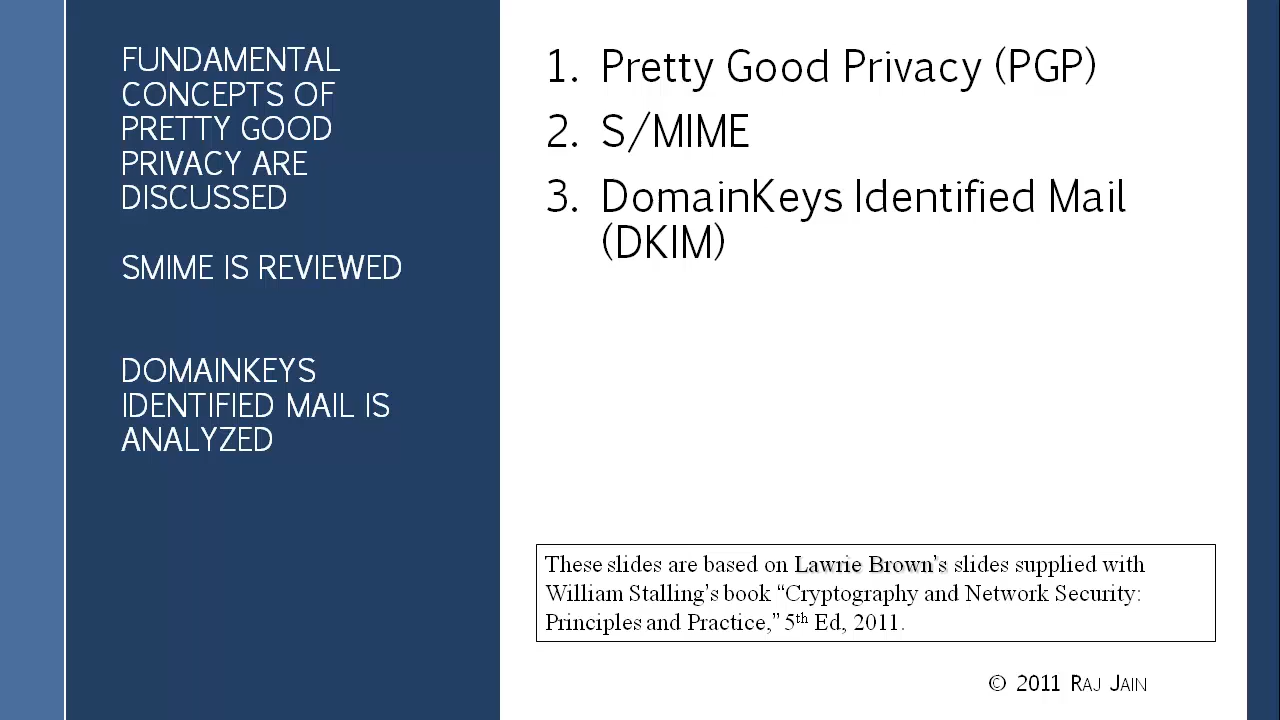 FUNDAMENTAL
CONCEPTS OF
PRETTY GOOD
PRIVACY ARE
DISCUSSED
SMIME IS REVIEWED
DOMAINKEYS
IDENTIFIED MAIL IS
ANALYZED
1. Pretty Good Privacy (PGP)
2. S/MIME
3. DomainKeys Identified Mail
(DKIM)
These slides are based on Lawrie Brown’s slides supplied with
William Stalling’s book “Cryptography and Network Security:
Principles and Practice,” 5th Ed, 2011.
© 2011 RAJ JAIN